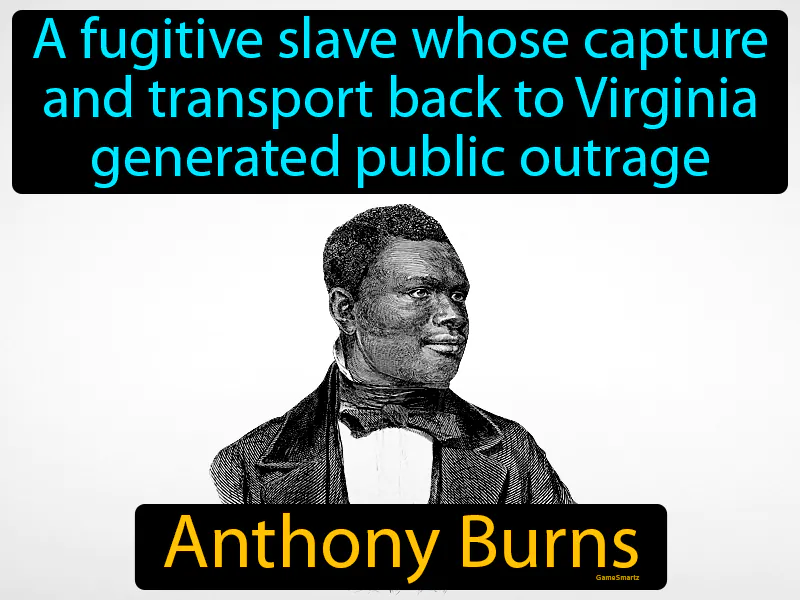 A fugitive slave whose capture
and transport back to Virginia
generated public outrage
Anthony Burns
GameSmartz